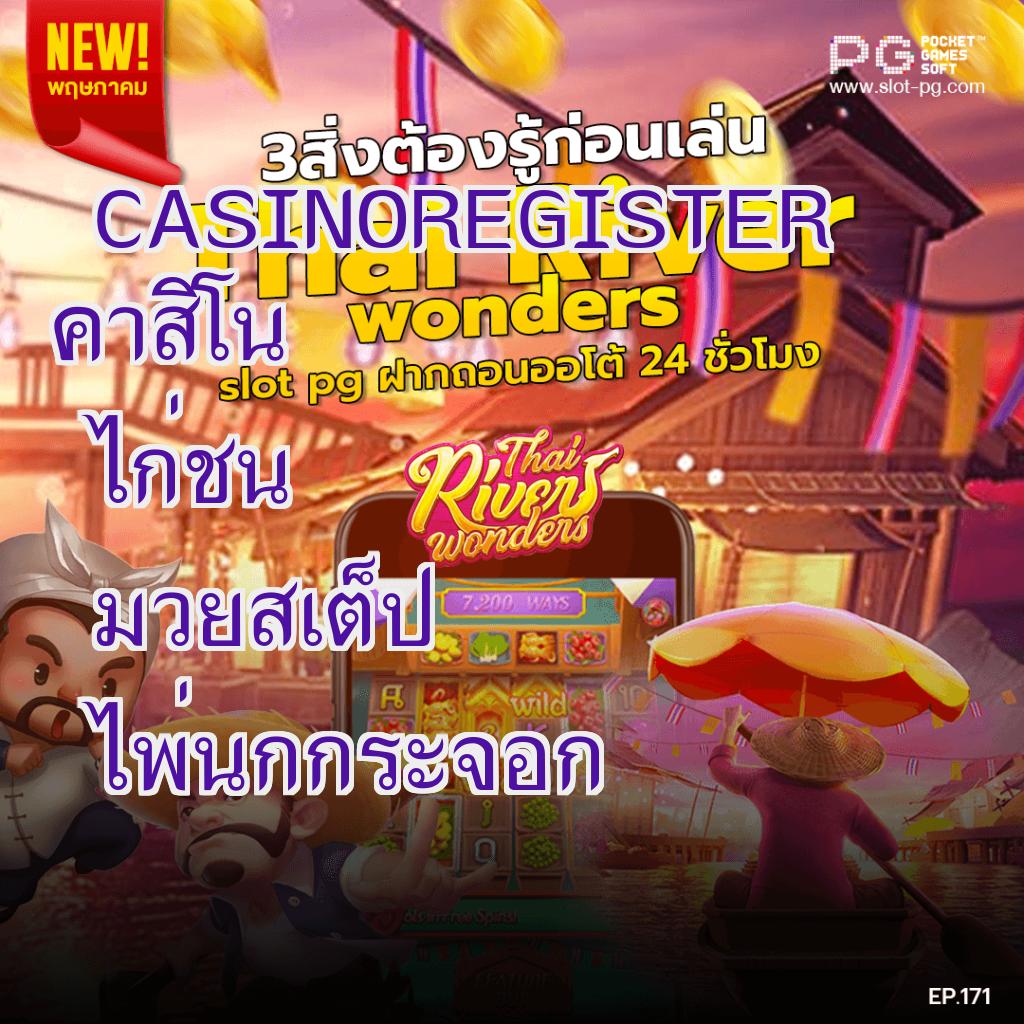 NEW!
พฤษภาคม
PG POCKET GAMES SOFT™
www.slot-pg.com
3สิ่งต้องรู้ก่อนเล่น
Thai River
CASINOREGISTER
wonders
คาสิโน
slot pg ฝากถอนออโต้ 24 ชั่วโมง
ไก่ชน
Thai
River
wonders
มวยสเต็ป
7,200 WAYS
wild
ไพ่นกกระจอก
EP.171